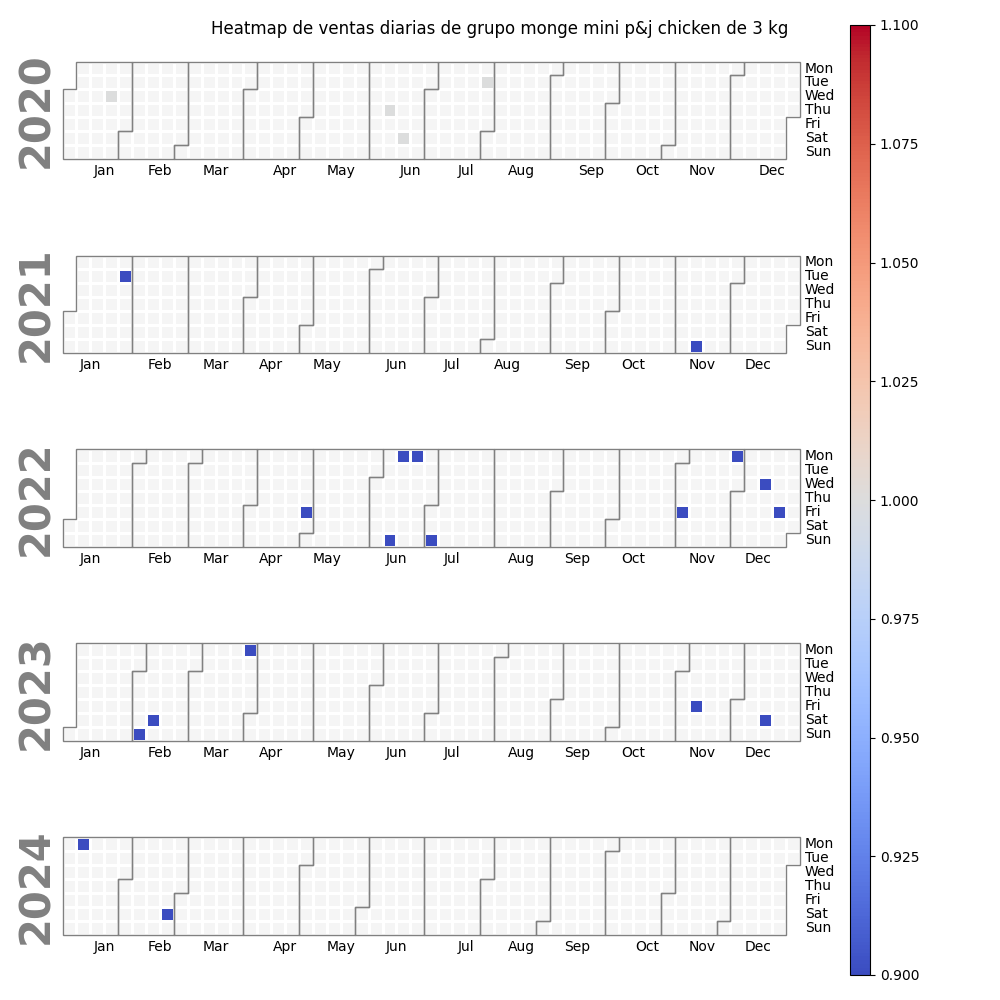 Heatmap de ventas diarias de grupo monge mini p&j chicken de 3 kg
2020
Mon
Tue
Wed
Thu
Fri
Sat
Sun
Jan Feb Mar Apr May Jun Jul Aug Sep Oct Nov Dec
2021
Mon
Tue
Wed
Thu
Fri
Sat
Sun
Jan Feb Mar Apr May Jun Jul Aug Sep Oct Nov Dec
2022
Mon
Tue
Wed
Thu
Fri
Sat
Sun
Jan Feb Mar Apr May Jun Jul Aug Sep Oct Nov Dec
2023
Mon
Tue
Wed
Thu
Fri
Sat
Sun
Jan Feb Mar Apr May Jun Jul Aug Sep Oct Nov Dec
2024
Mon
Tue
Wed
Thu
Fri
Sat
Sun
Jan Feb Mar Apr May Jun Jul Aug Sep Oct Nov Dec
1.100
1.075
1.050
1.025
1.000
0.975
0.950
0.925
0.900